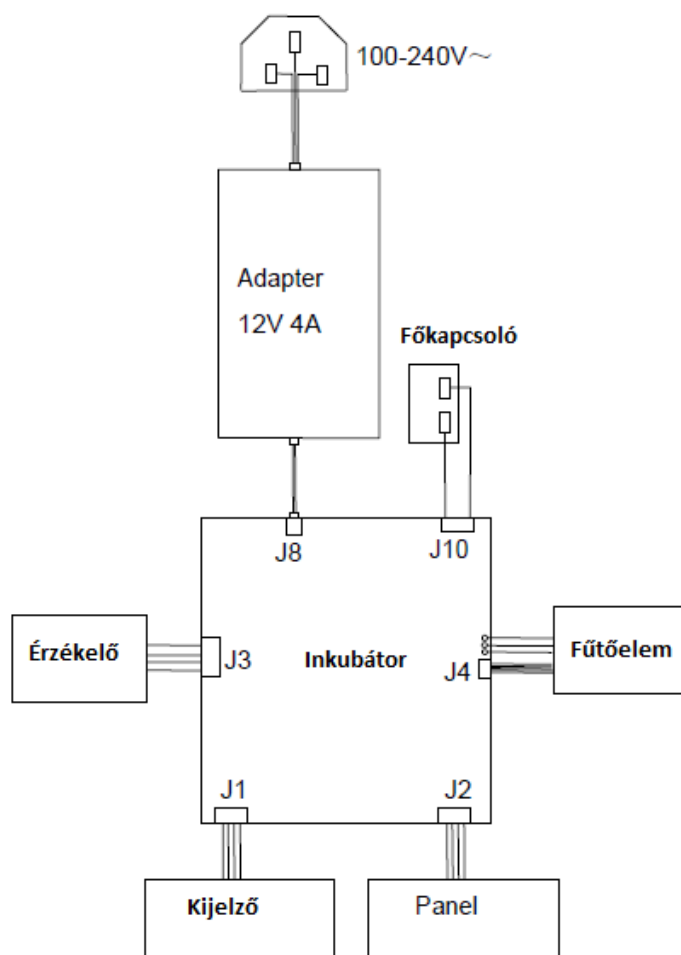 100-240V～
Adapter
12V 4A
Főkapcsoló
J8
J10
Érzékelő
J3
Inkubátor
J4
Fűtőelem
J1
J2
Kijelző
Panel